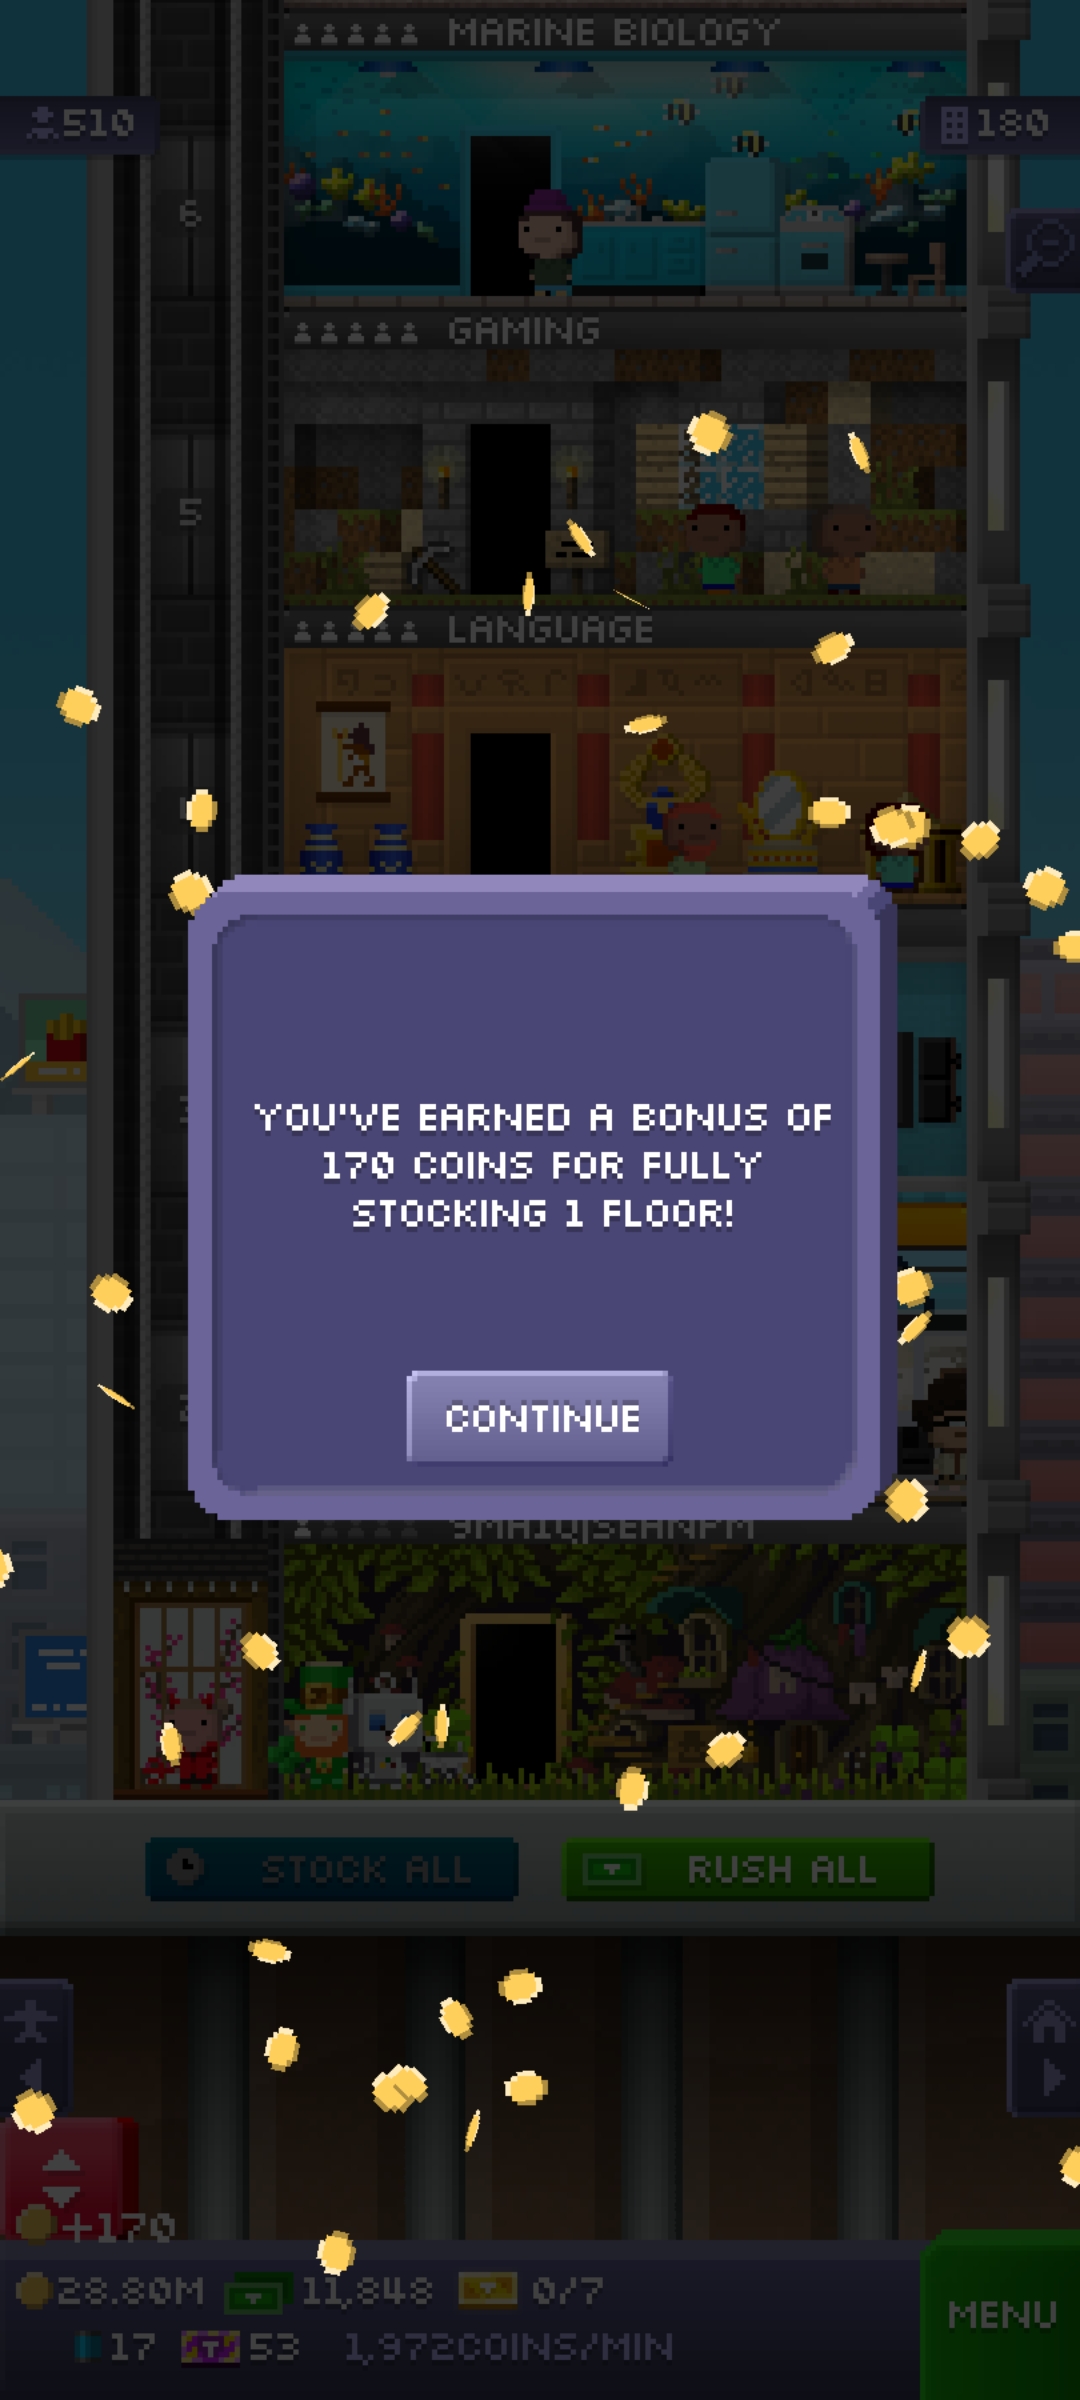 MARINE BIOLOGY
510
180
6
GAMING
5
LANGUAGE
YOU'VE EARNED A BONUS OF
170 COINS FOR FULLY
STOCKING 1 FLOOR!
CONTINUE
STOCK ALL
RUSH ALL
+170
28.80M 11,848 0/7
17 53 1,972COINS/MIN
MENU